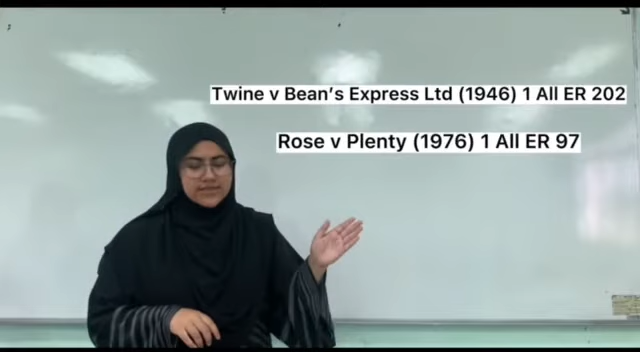 Twine v Bean’s Express Ltd (1946) 1 All ER 202
Rose v Plenty (1976) 1 All ER 97